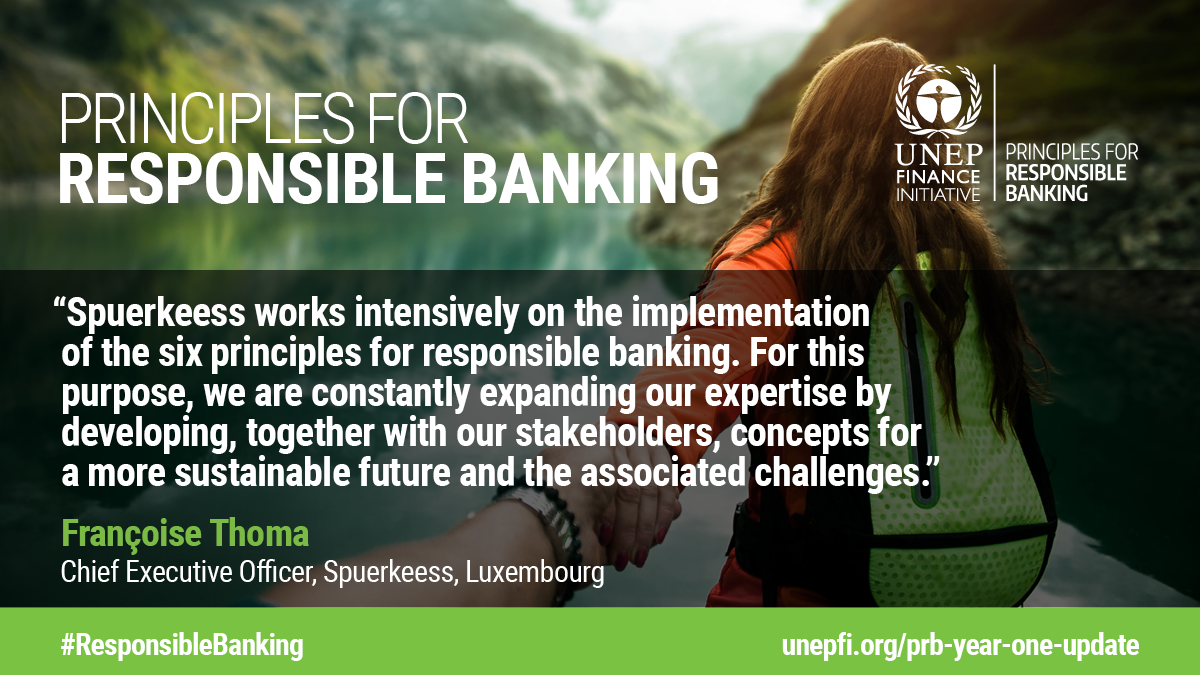 PRINCIPLES FOR
RESPONSIBLE BANKING
UNEP
FINANCE
INITIATIVE
PRINCIPLES FOR
RESPONSIBLE
BANKING
“Spuerkeess works intensively on the implementation
of the six principles for responsible banking. For this
purpose, we are constantly expanding our expertise by
developing, together with our stakeholders, concepts for
a more sustainable future and the associated challenges.”
Françoise Thoma
Chief Executive Officer, Spuerkeess, Luxembourg
#ResponsibleBanking
unepfi.org/prb-year-one-update